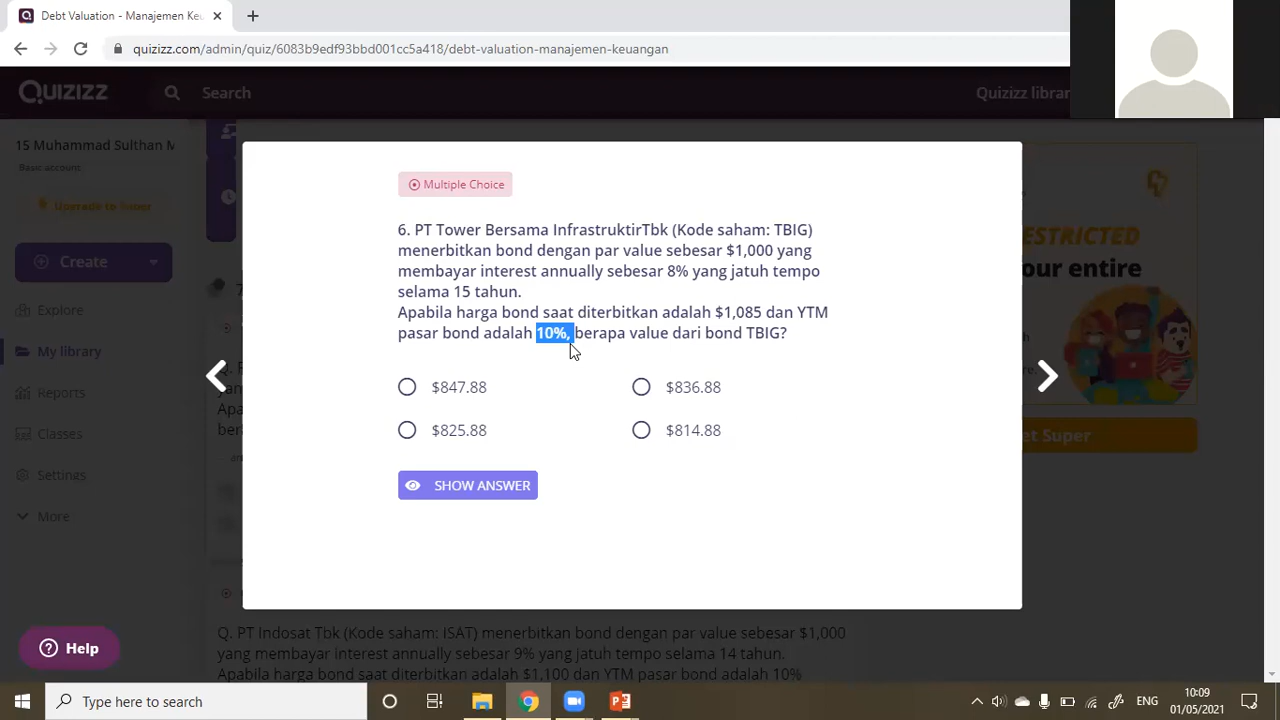 Debt Valuation - Manajemen Keu
quizizz.com/admin/quiz/6083b9edf93bbd001cc5a418/debt-valuation-manajemen-keuangan
QUIZIZZ
Search
Quizizz librar
15 Muhammad Sulthan M
Basic account
Upgrade to Super
Create
Explore
My library
Reports
Classes
Settings
More
Help
Multiple Choice
6. PT Tower Bersama InfrastruktirTbk (Kode saham: TBIG)
menerbitkan bond dengan par value sebesar $1,000 yang
membayar interest annually sebesar 8% yang jatuh tempo
selama 15 tahun.
Apabila harga bond saat diterbitkan adalah $1,085 dan YTM
pasar bond adalah 10%, berapa value dari bond TBIG?
$847.88
$836.88
$825.88
$814.88
SHOW ANSWER
RESTRICTED
our entire
et Super
Q. PT Indosat Tbk (Kode saham: ISAT) menerbitkan bond dengan par value sebesar $1,000
yang membayar interest annually sebesar 9% yang jatuh tempo selama 14 tahun.
Apabila harga bond saat diterbitkan adalah $1,100 dan YTM pasar bond adalah 10%
Type here to search
ENG
10:09
01/05/2021